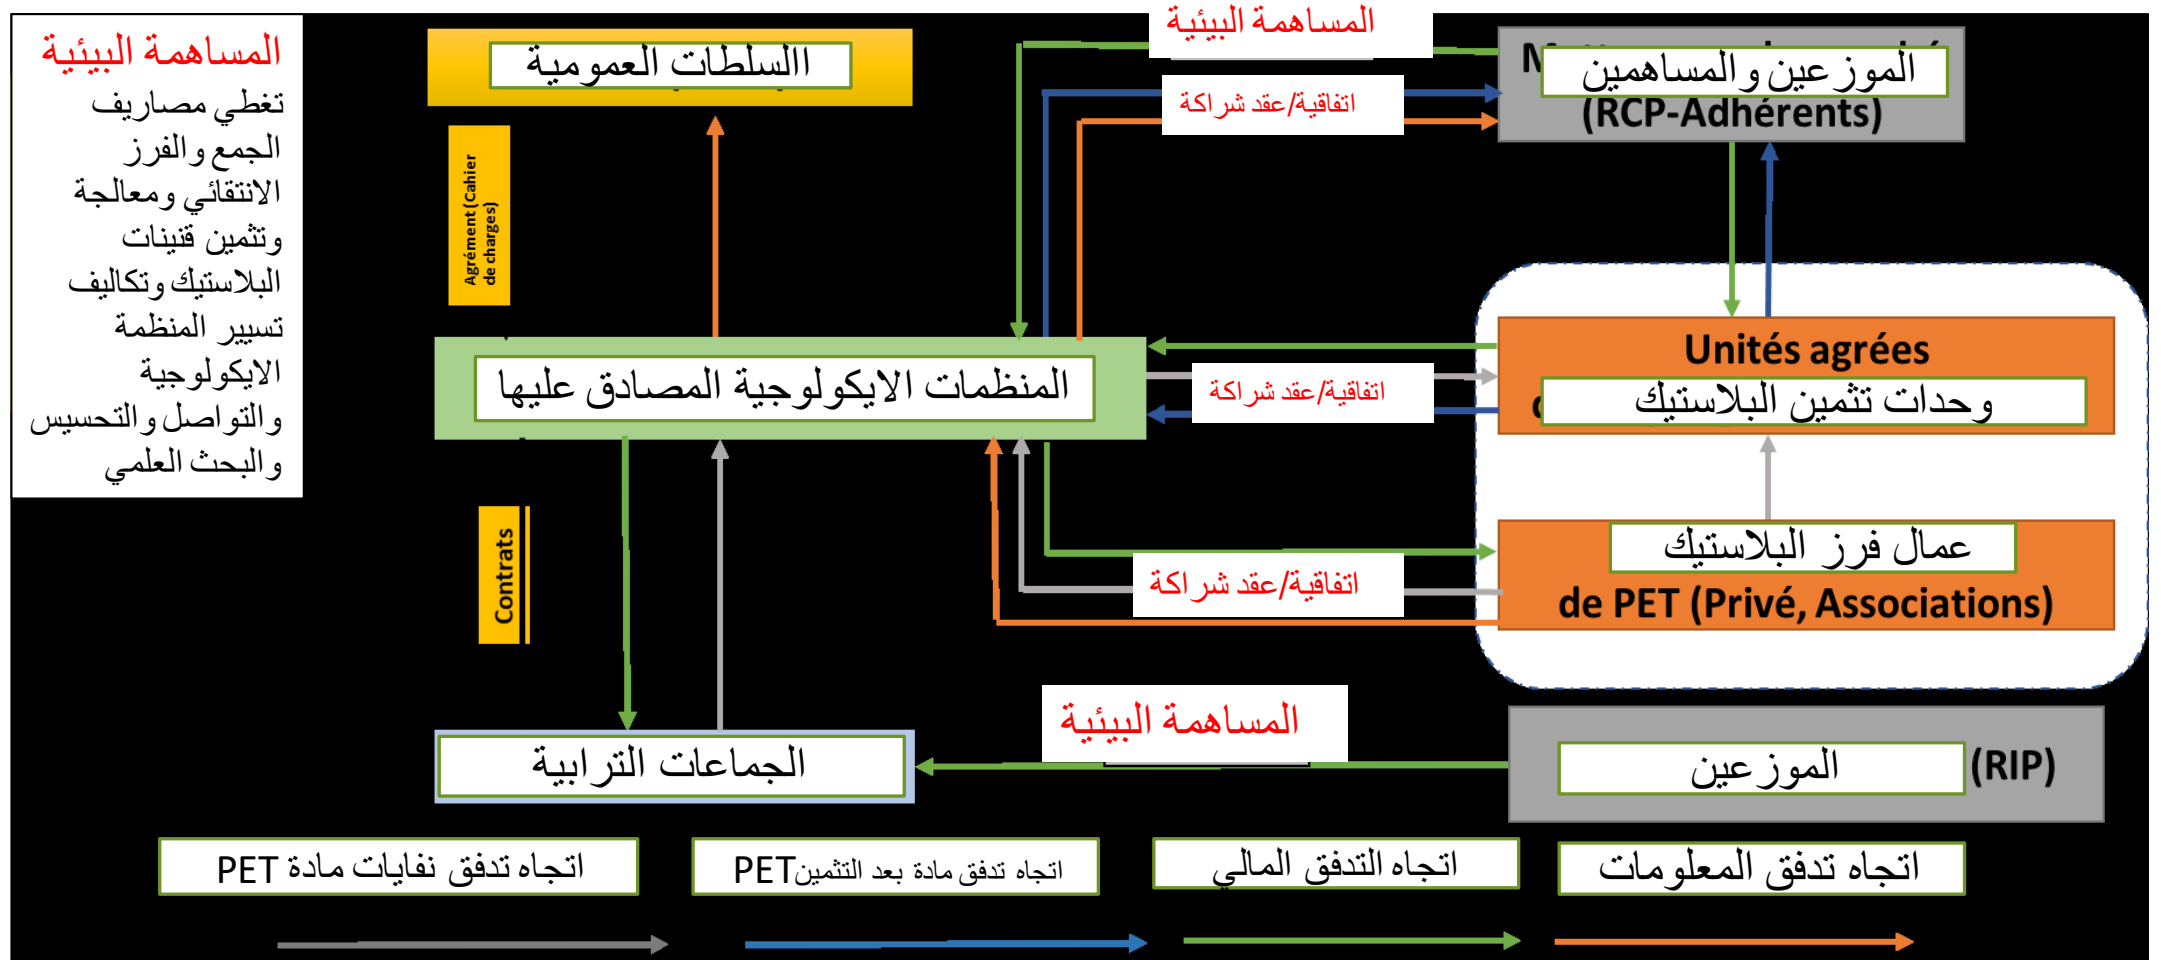 المساهمة البيئية
تغطي مصاريف
الجمع والفرز
الانتقائي ومعالجة
وتثمين قنينات
البلاستيك وتكاليف
تسيير المنظمة
الايكولوجية
والتواصل والتحسيس
والبحث العلمي
االسلطات العمومية
المساهمة البيئية
الموزعين والمساهمين
(RCP-Adhérents)
اتفاقية/عقد شراكة
Agrément (Cahier
de charges)
المنظمات الايكولوجية المصادق عليها
اتفاقية/عقد شراكة
Unités agrées
وحدات تثمين البلاستيك
Contrats
اتفاقية/عقد شراكة
عمال فرز البلاستيك
de PET (Privé, Associations)
المساهمة البيئية
الجماعات الترابية
الموزعين
(RIP)
اتجاه تدفق نفايات مادة PET
اتجاه تدفق مادة بعد التثمين PET
اتجاه التدفق المالي
اتجاه تدفق المعلومات